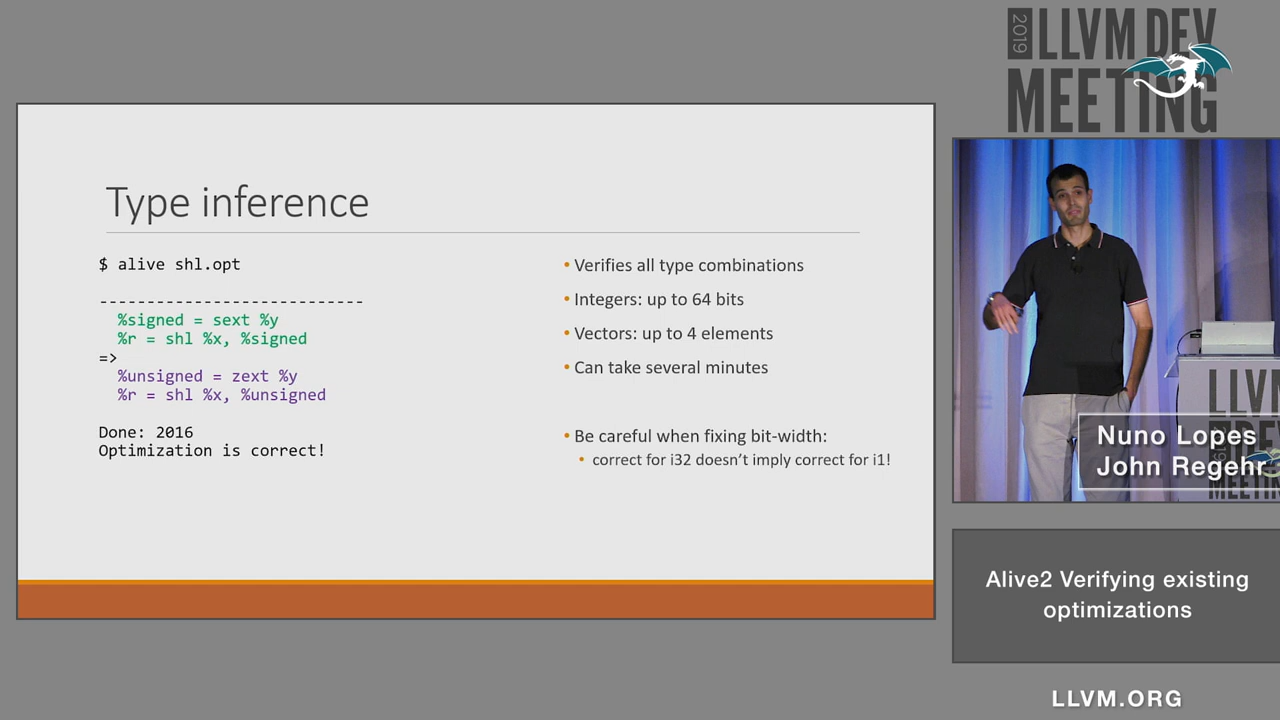 2019 LLVM DEV
MEETING
Type inference
$ alive shl.opt
----------------------------
%signed = sext %y
%r = shl %x, %signed
=>
%unsigned = zext %y
%r = shl %x, %unsigned
Done: 2016
Optimization is correct!
• Verifies all type combinations
• Integers: up to 64 bits
• Vectors: up to 4 elements
• Can take several minutes
• Be careful when fixing bit-width:
• correct for i32 doesn’t imply correct for i1!
Nuno Lopes
John Regehr
Alive2 Verifying existing
optimizations
LLVM.ORG